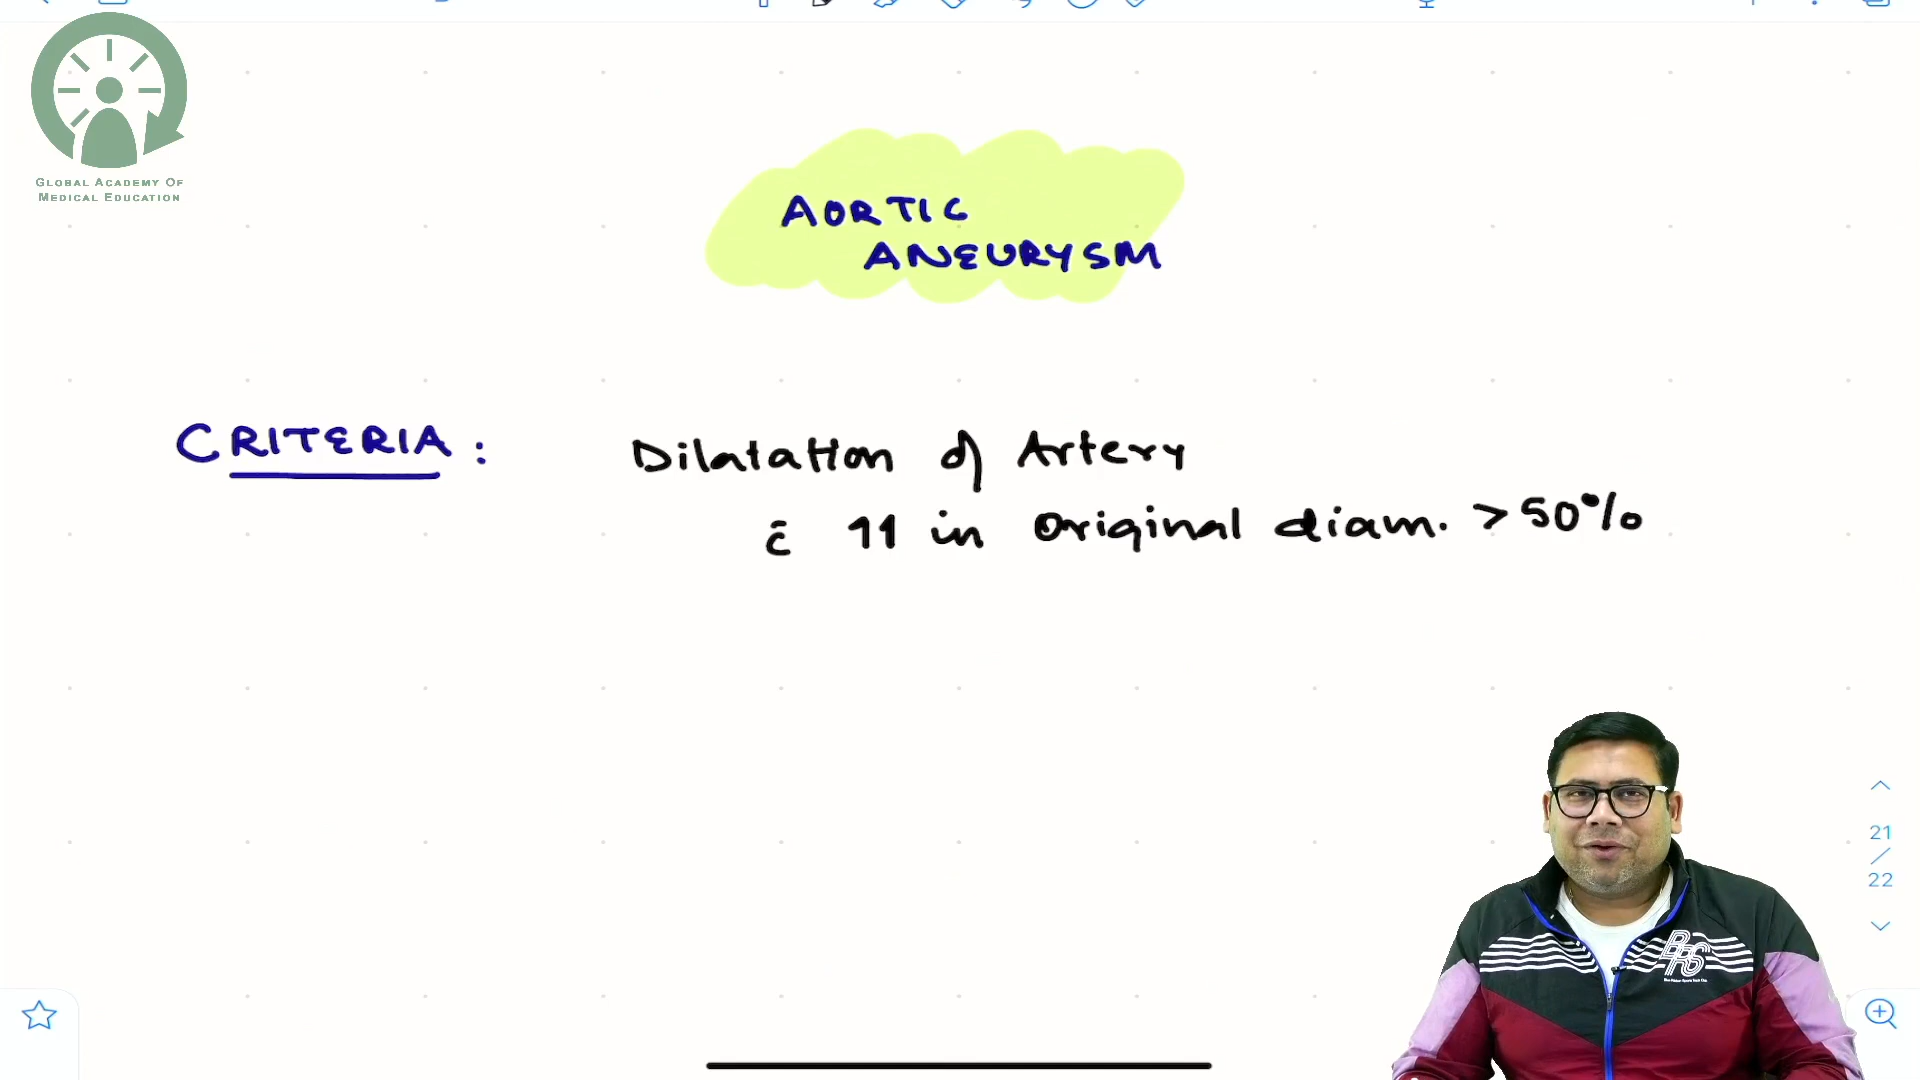 GLOBAL ACADEMY OF
MEDICAL EDUCATION
AORTIC
ANEURYSM
CRITERIA :
Dilatation of Artery
c̄ ↑↑ in original diam. >50%
21
/
22